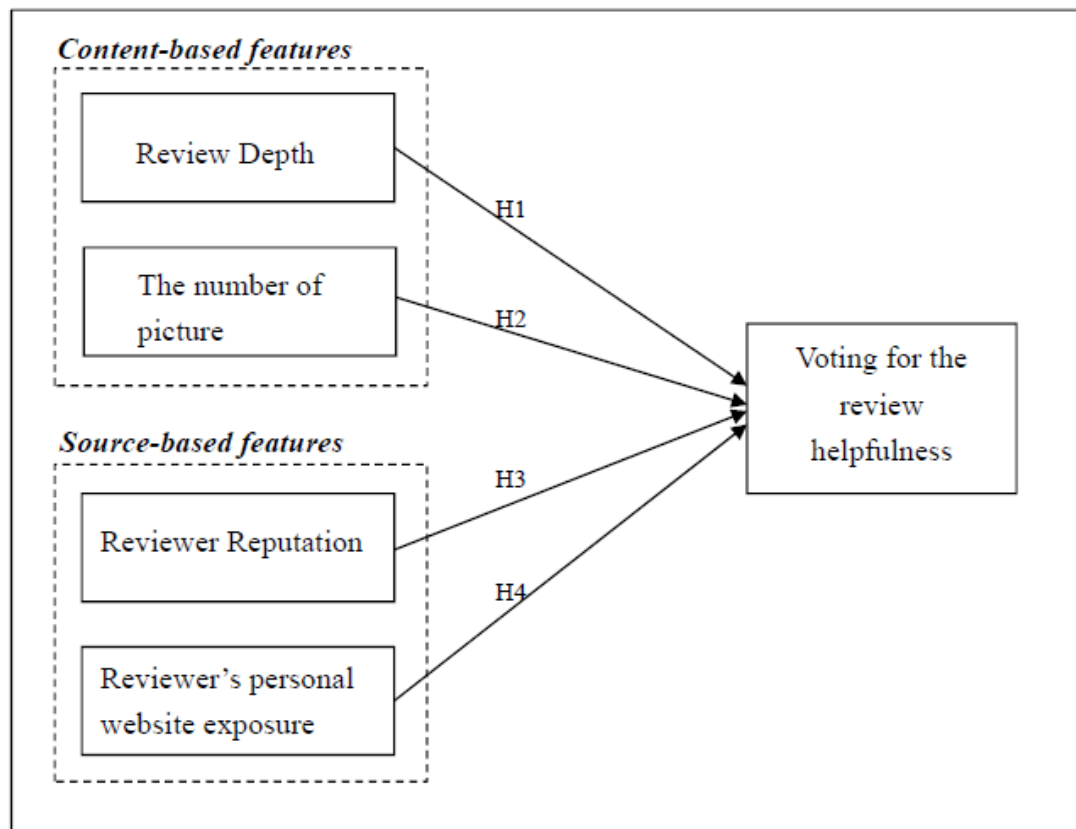 Content-based features
Review Depth
H1
The number of
picture
H2
Voting for the
review
helpfulness
Source-based features
Reviewer Reputation
H3
H4
Reviewer’s personal
website exposure